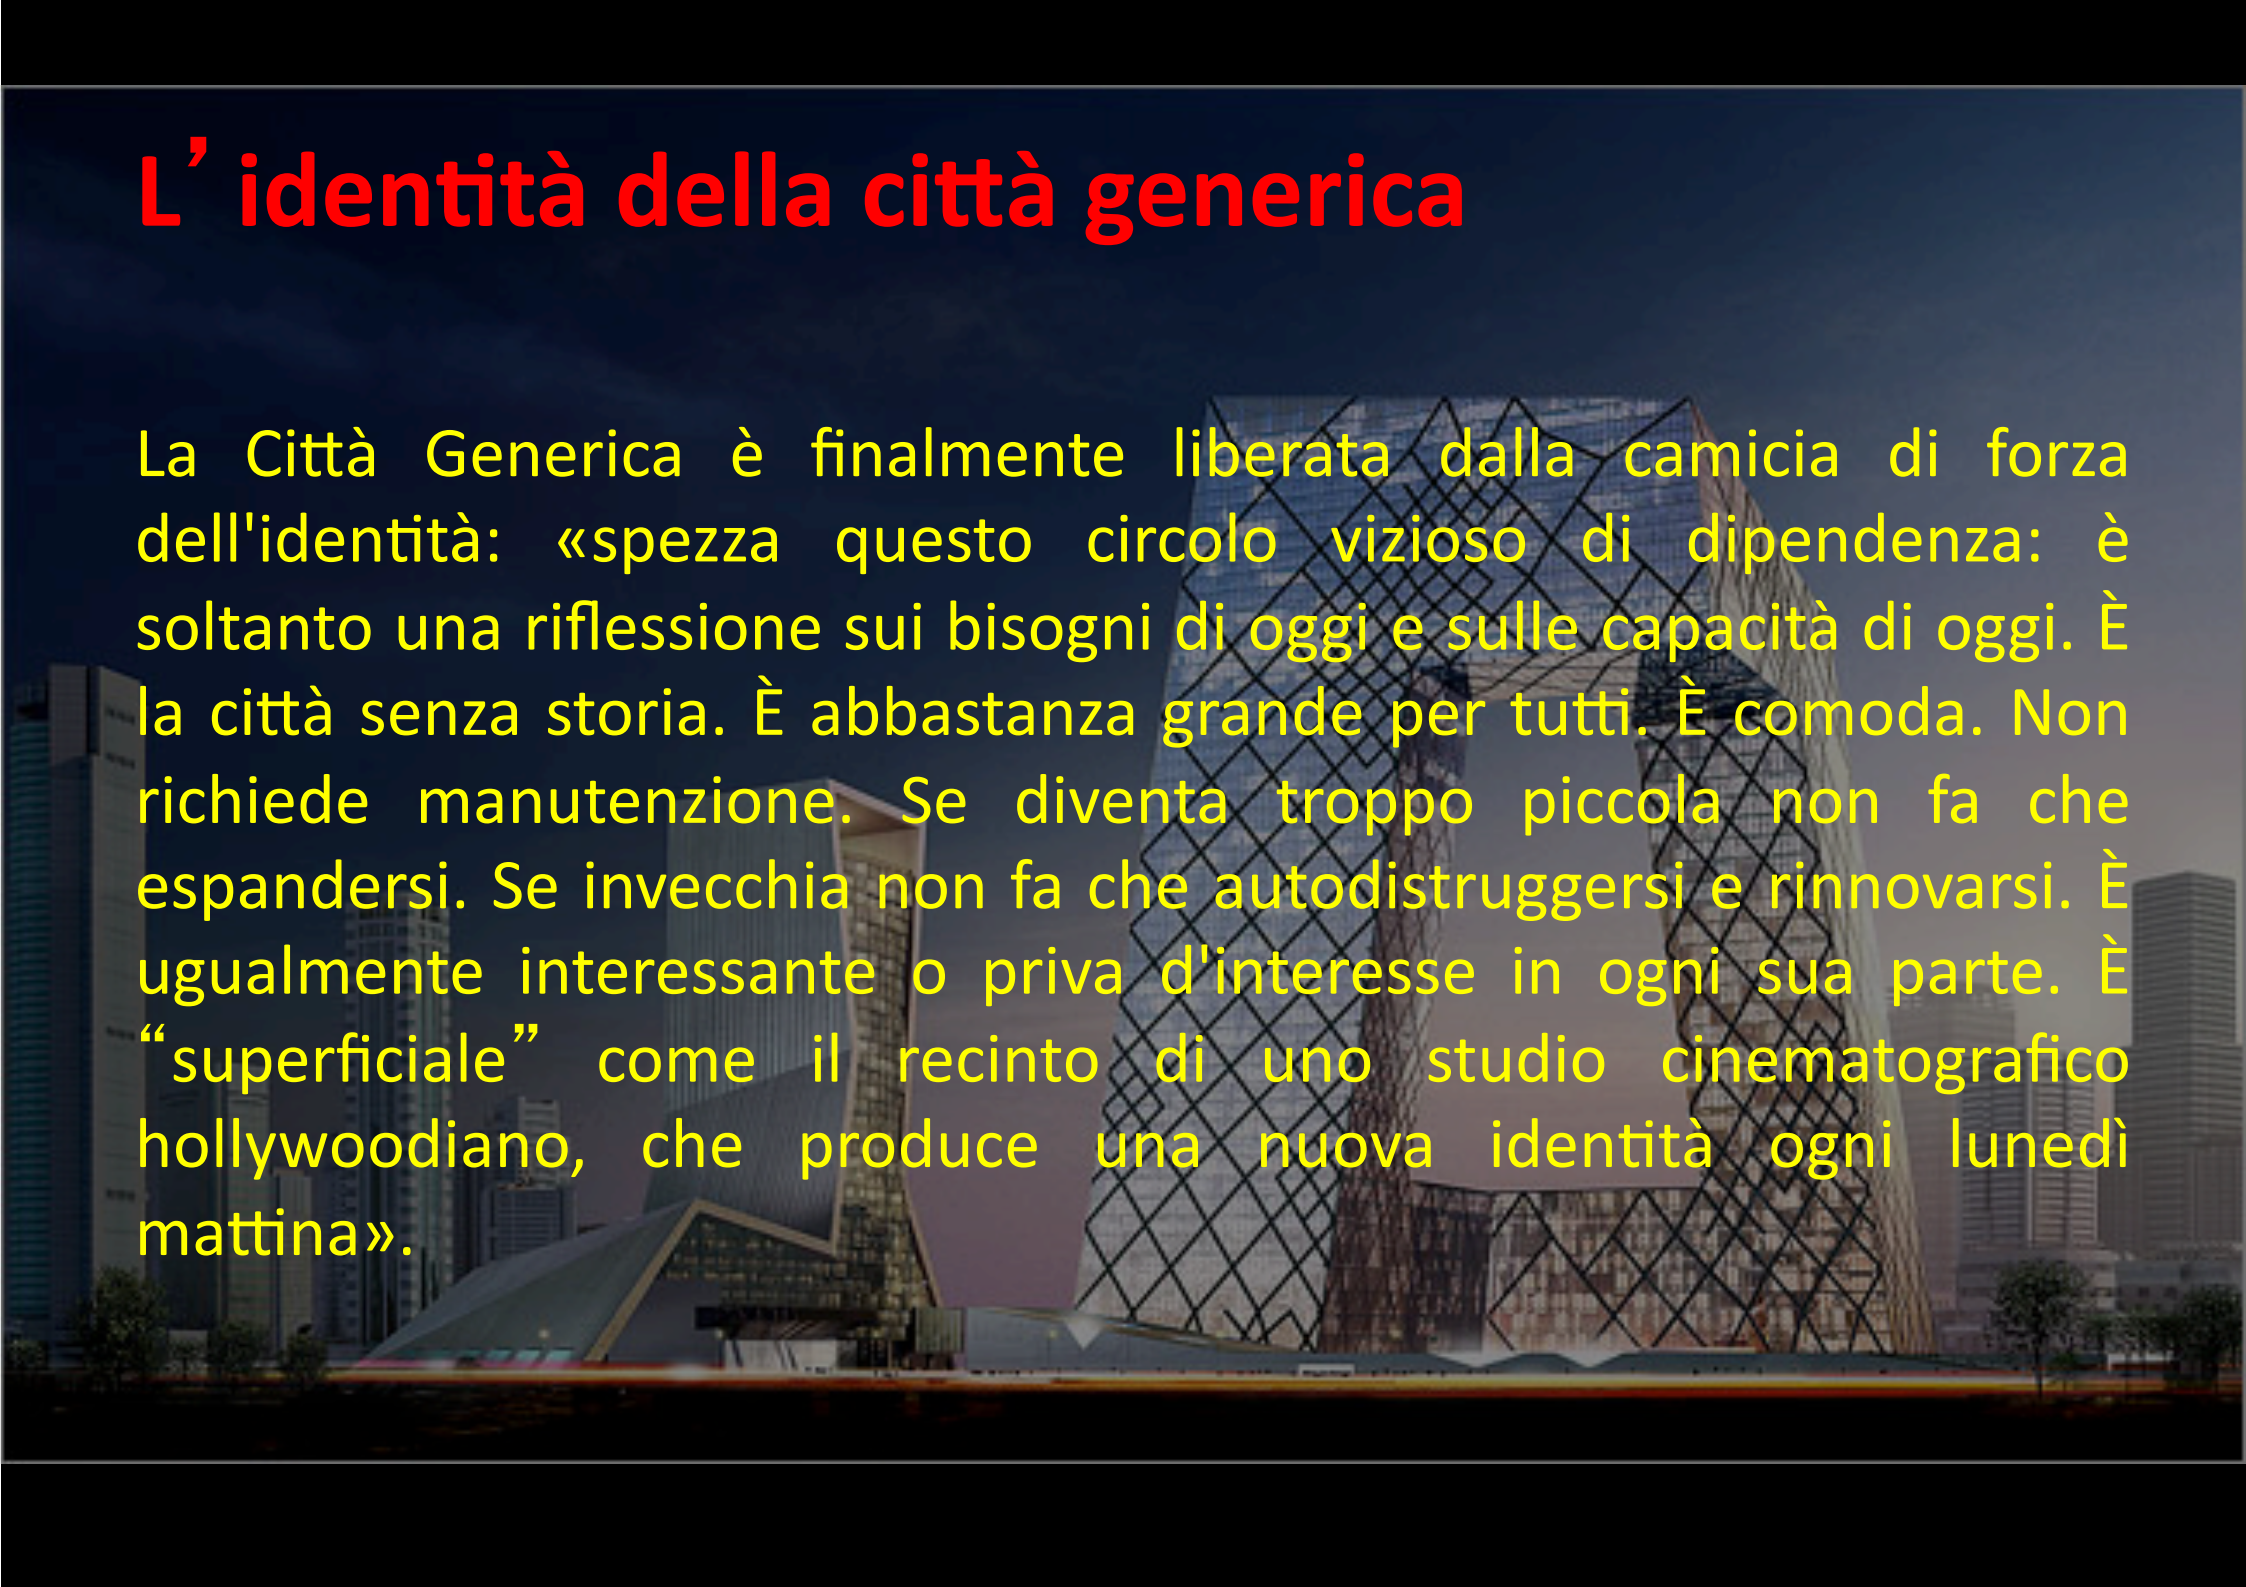 L’ identità della città generica
La Città Generica è finalmente liberata dalla camicia di forza
dell'identità: «spezza questo circolo vizioso di dipendenza: è
soltanto una riflessione sui bisogni di oggi e sulle capacità di oggi. È
la città senza storia. È abbastanza grande per tutti. È comoda. Non
richiede manutenzione. Se diventa troppo piccola non fa che
espandersi. Se invecchia non fa che autodistruggersi e rinnovarsi. È
ugualmente interessante o priva d'interesse in ogni sua parte. È
“superficiale” come il recinto di uno studio cinematografico
hollywoodiano, che produce una nuova identità ogni lunedì
mattina».